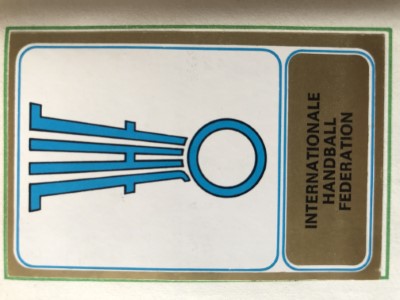 IHF
INTERNATIONALE
HANDBALL
FEDERATION